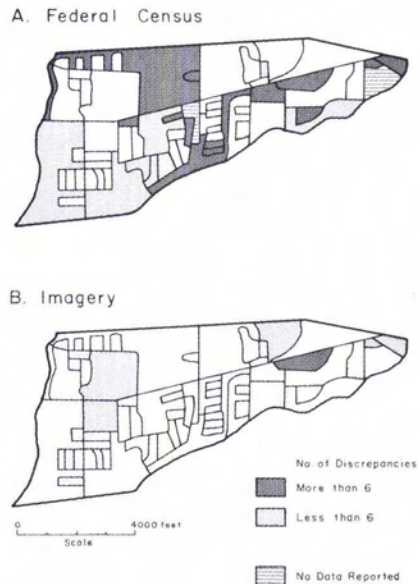 A. Federal Census
B. Imagery
No. of Discrepancies
More than 6
Less than 6
0 4000 feet
Scale
No Data Reported